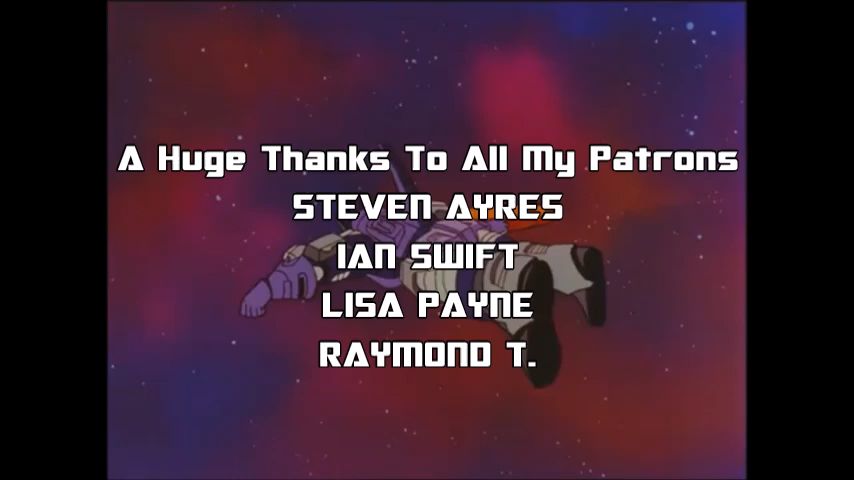 A Huge Thanks To All My Patrons
STEVEN AYRES
IAN SWIFT
LISA PAYNE
RAYMOND T.